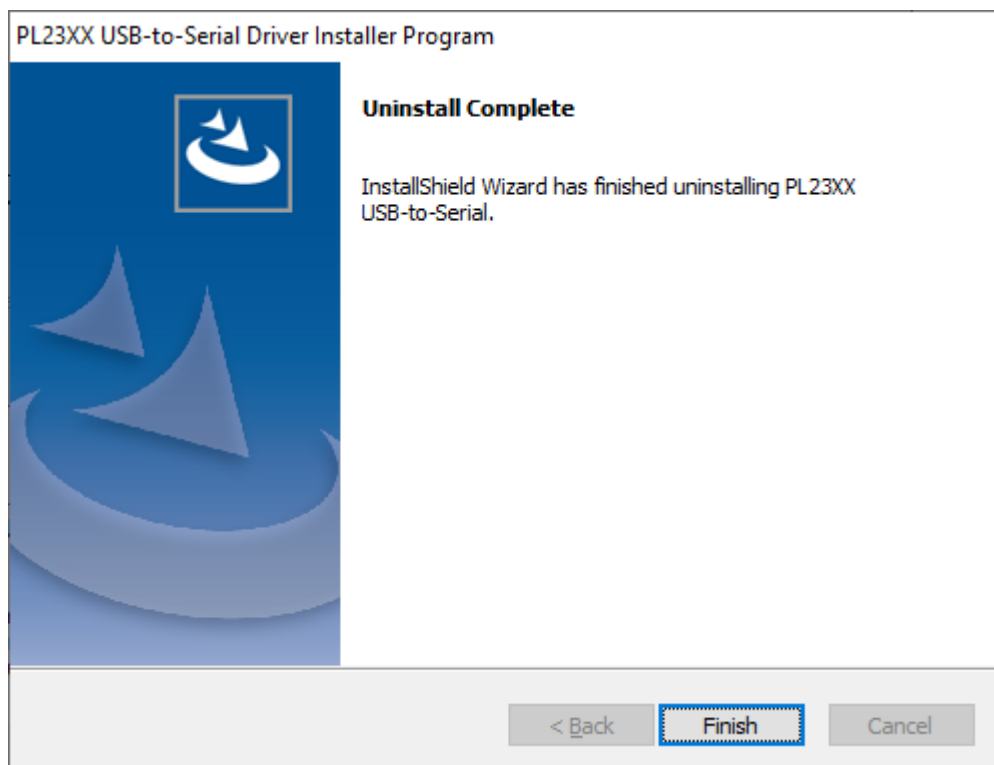 PL23XX USB-to-Serial Driver Installer Program
Uninstall Complete
InstallShield Wizard has finished uninstalling PL23XX
USB-to-Serial.
< Back
Finish
Cancel